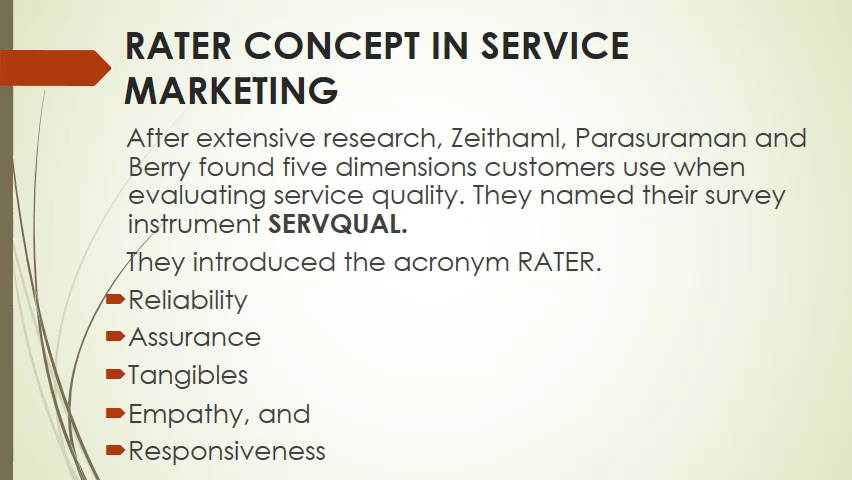 RATER CONCEPT IN SERVICE
MARKETING
After extensive research, Zeithaml, Parasuraman and
Berry found five dimensions customers use when
evaluating service quality. They named their survey
instrument SERVQUAL.
They introduced the acronym RATER.
Reliability
Assurance
Tangibles
Empathy, and
Responsiveness